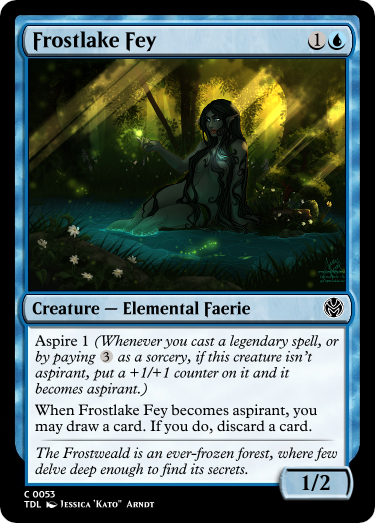 Frostlake Fey 1
Creature — Elemental Faerie
Aspire 1 (Whenever you cast a legendary spell, or
by paying 3 as a sorcery, if this creature isn't
aspirant, put a +1/+1 counter on it and it
becomes aspirant.)
When Frostlake Fey becomes aspirant, you
may draw a card. If you do, discard a card.
The Frostweald is an ever-frozen forest, where few
delve deep enough to find its secrets.
1/2
C 0053
TDL Jessica "Kato" Arndt